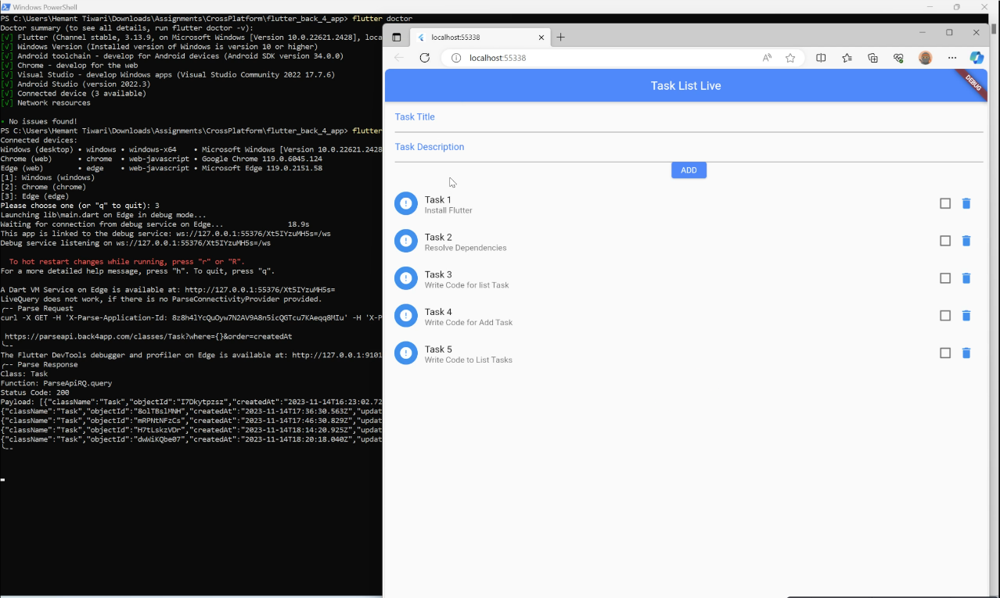 Windows PowerShell
PS C:\Users\Hemant Tiwari\Downloads\Assignments\CrossPlatform\flutter_back_4_app> flutter doctor
Doctor summary (to see all details, run flutter doctor -v):
[√] Flutter (Channel stable, 3.13.9, on Microsoft Windows [Version 10.0.22621.2428], loca
[√] Windows Version (Installed version of Windows is version 10 or higher)
[√] Android toolchain - develop for Android devices (Android SDK version 34.0.0)
[√] Chrome - develop for the web
[√] Visual Studio - develop Windows apps (Visual Studio Community 2022 17.7.6)
[√] Android Studio (version 2022.3)
[√] Connected device (3 available)
[√] Network resources
• No issues found!
PS C:\Users\Hemant Tiwari\Downloads\Assignments\CrossPlatform\flutter_back_4_app> flutter
Connected devices:
Windows (desktop) • windows • windows-x64 • Microsoft Windows [Version 10.0.22621.2428
Chrome (web) • chrome • web-javascript • Google Chrome 119.0.6045.124
Edge (web) • edge • web-javascript • Microsoft Edge 119.0.2151.58
[1]: Windows (windows)
[2]: Chrome (chrome)
[3]: Edge (edge)
Please choose one (or "q" to quit): 3
Launching lib\main.dart on Edge in debug mode...
Waiting for connection from debug service on Edge... 18.9s
This app is linked to the debug service: ws://127.0.0.1:55376/Xt5IYzuMH5s=/ws
Debug service listening on ws://127.0.0.1:55376/Xt5IYzuMH5s=/ws
To hot restart changes while running, press "r" or "R".
For a more detailed help message, press "h". To quit, press "q".
A Dart VM Service on Edge is available at: http://127.0.0.1:55376/Xt5IYzuMH5s=
LiveQuery does not work, if there is no ParseConnectivityProvider provided.
╭-- Parse Request
curl -X GET -H 'X-Parse-Application-Id: 8z8h4lYcQuOyw7N2AV9A8n5icQGTcu7KAeqq8MIu' -H 'X-P
https://parseapi.back4app.com/classes/Task?where={}&order=createdAt
╰--
The Flutter DevTools debugger and profiler on Edge is available at: http://127.0.0.1:9101
╭-- Parse Response
Class: Task
Function: ParseApiRQ.query
Status Code: 200
Payload: [{"className":"Task","objectId":"I7Dkytpzsz","createdAt":"2023-11-14T16:23:02.72
{"className":"Task","objectId":"8olTBslMNH","createdAt":"2023-11-14T17:36:30.563Z","updat
{"className":"Task","objectId":"mRPNtNFzCs","createdAt":"2023-11-14T17:46:30.829Z","updat
{"className":"Task","objectId":"H7tLskzVDr","createdAt":"2023-11-14T18:14:20.925Z","updat
{"className":"Task","objectId":"dwWiKQbe07","createdAt":"2023-11-14T18:20:18.040Z","updat
╰--
localhost:55338
localhost:55338
Task List Live
DEBUG
Task Title
Task Description
ADD
Task 1
Install Flutter
Task 2
Resolve Dependencies
Task 3
Write Code for list Task
Task 4
Write Code for Add Task
Task 5
Write Code to List Tasks